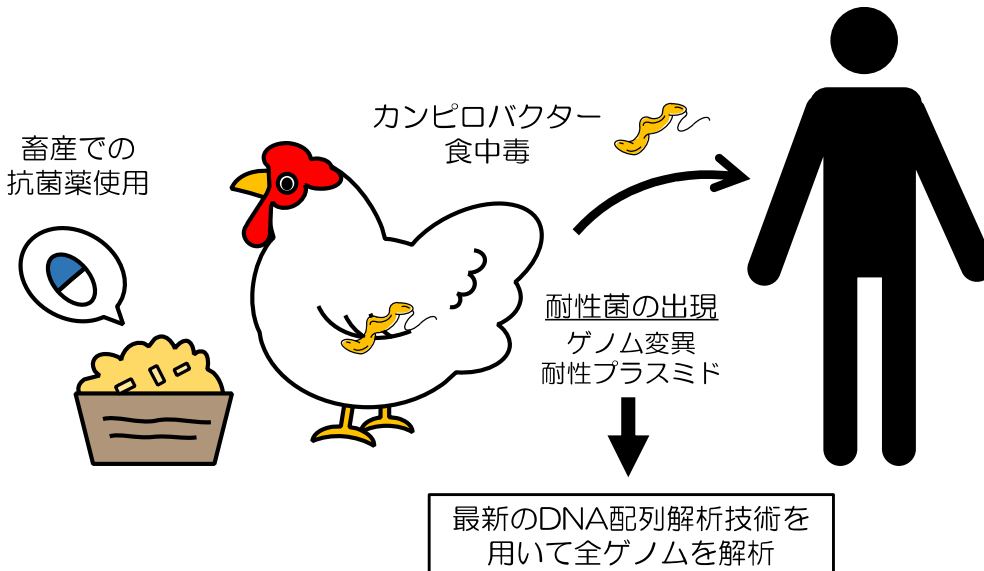 畜産での
抗菌薬使用
カンピロバクター
食中毒
耐性菌の出現
ゲノム変異
耐性プラスミド
最新のDNA配列解析技術を
用いて全ゲノムを解析